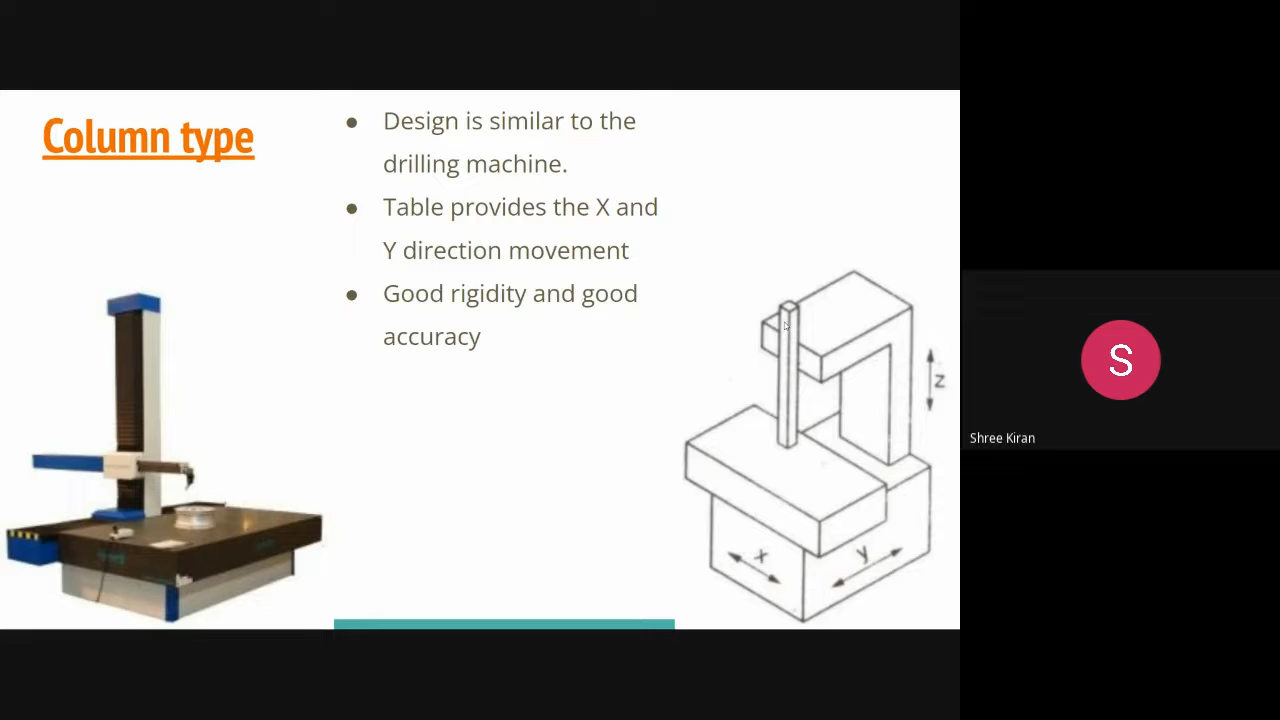 Column type
● Design is similar to the
drilling machine.
● Table provides the X and
Y direction movement
● Good rigidity and good
accuracy
Z
x
y
S
Shree Kiran